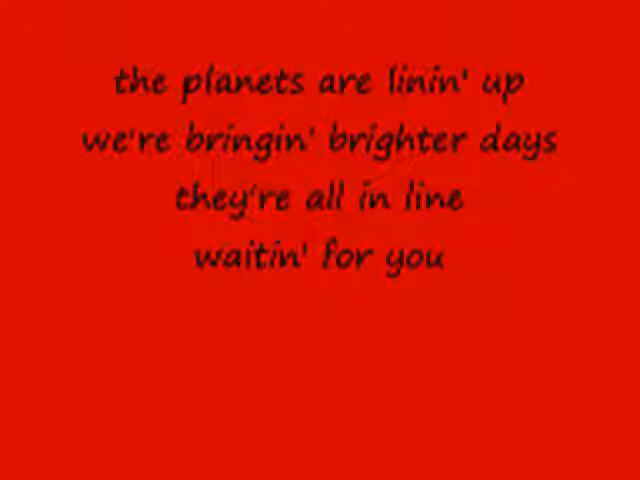 the planets are linin' up
we're bringin' brighter days
they're all in line
waitin' for you